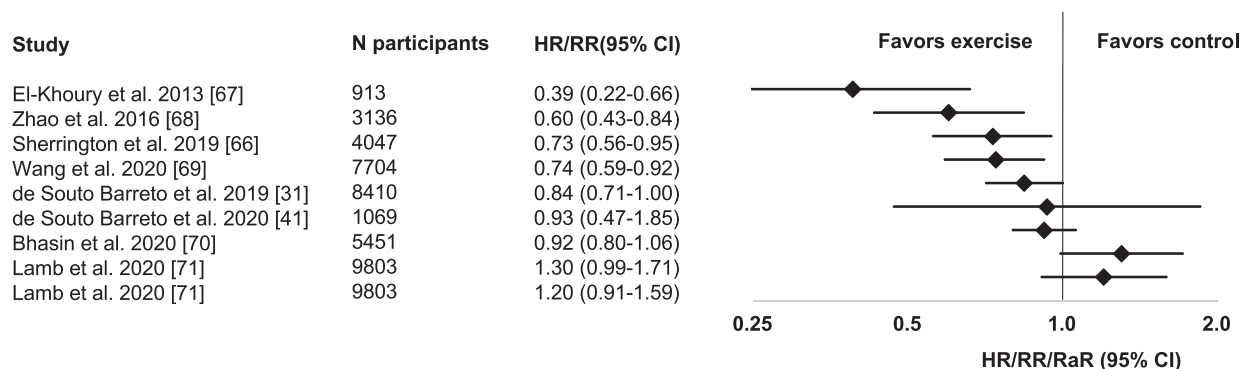 Study N participants HR/RR(95% CI) Favors exercise Favors control
El-Khoury et al. 2013 [67] 913 0.39 (0.22-0.66)
Zhao et al. 2016 [68] 3136 0.60 (0.43-0.84)
Sherrington et al. 2019 [66] 4047 0.73 (0.56-0.95)
Wang et al. 2020 [69] 7704 0.74 (0.59-0.92)
de Souto Barreto et al. 2019 [31] 8410 0.84 (0.71-1.00)
de Souto Barreto et al. 2020 [41] 1069 0.93 (0.47-1.85)
Bhasin et al. 2020 [70] 5451 0.92 (0.80-1.06)
Lamb et al. 2020 [71] 9803 1.30 (0.99-1.71)
Lamb et al. 2020 [71] 9803 1.20 (0.91-1.59)
0.25 0.5 1.0 2.0
HR/RR/RaR (95% CI)